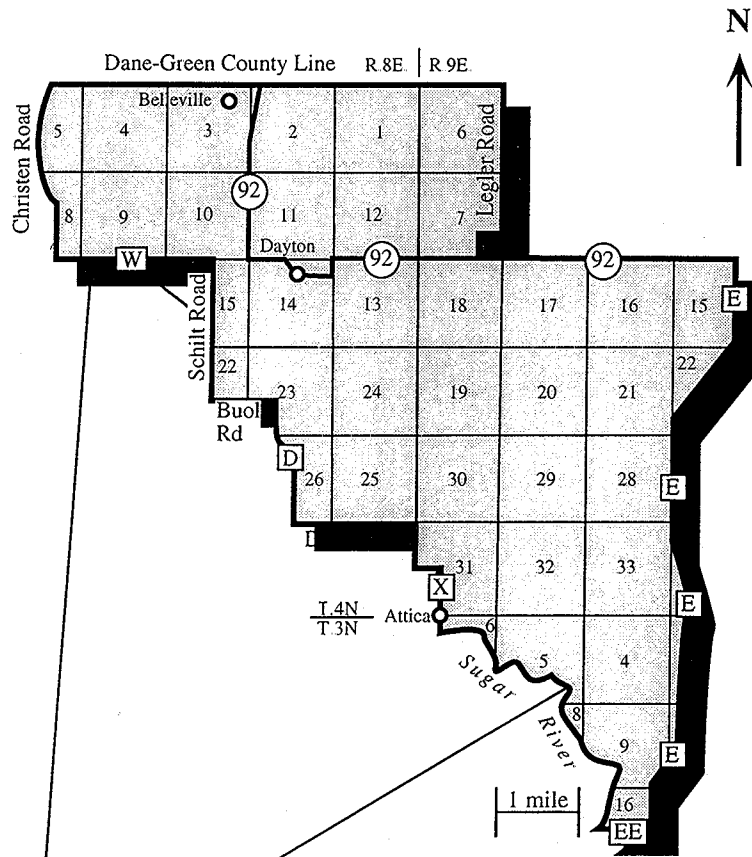 N
Dane-Green County Line R.8E. R.9E.
Belleville
Christen Road
5 4 3 2 1 6
Legler Road
92
8 9 10 11 12 7
W
Dayton
92
92
Schilt Road
15 14 13 18 17 16 15
E
22 23 24 19 20 21 22
Buol
Rd
D
26 25 30 29 28
E
D
31 32 33
X
E
T.4N
T.3N
Attica
6 5 4
Sugar
River
8 9
E
1 mile
16
EE